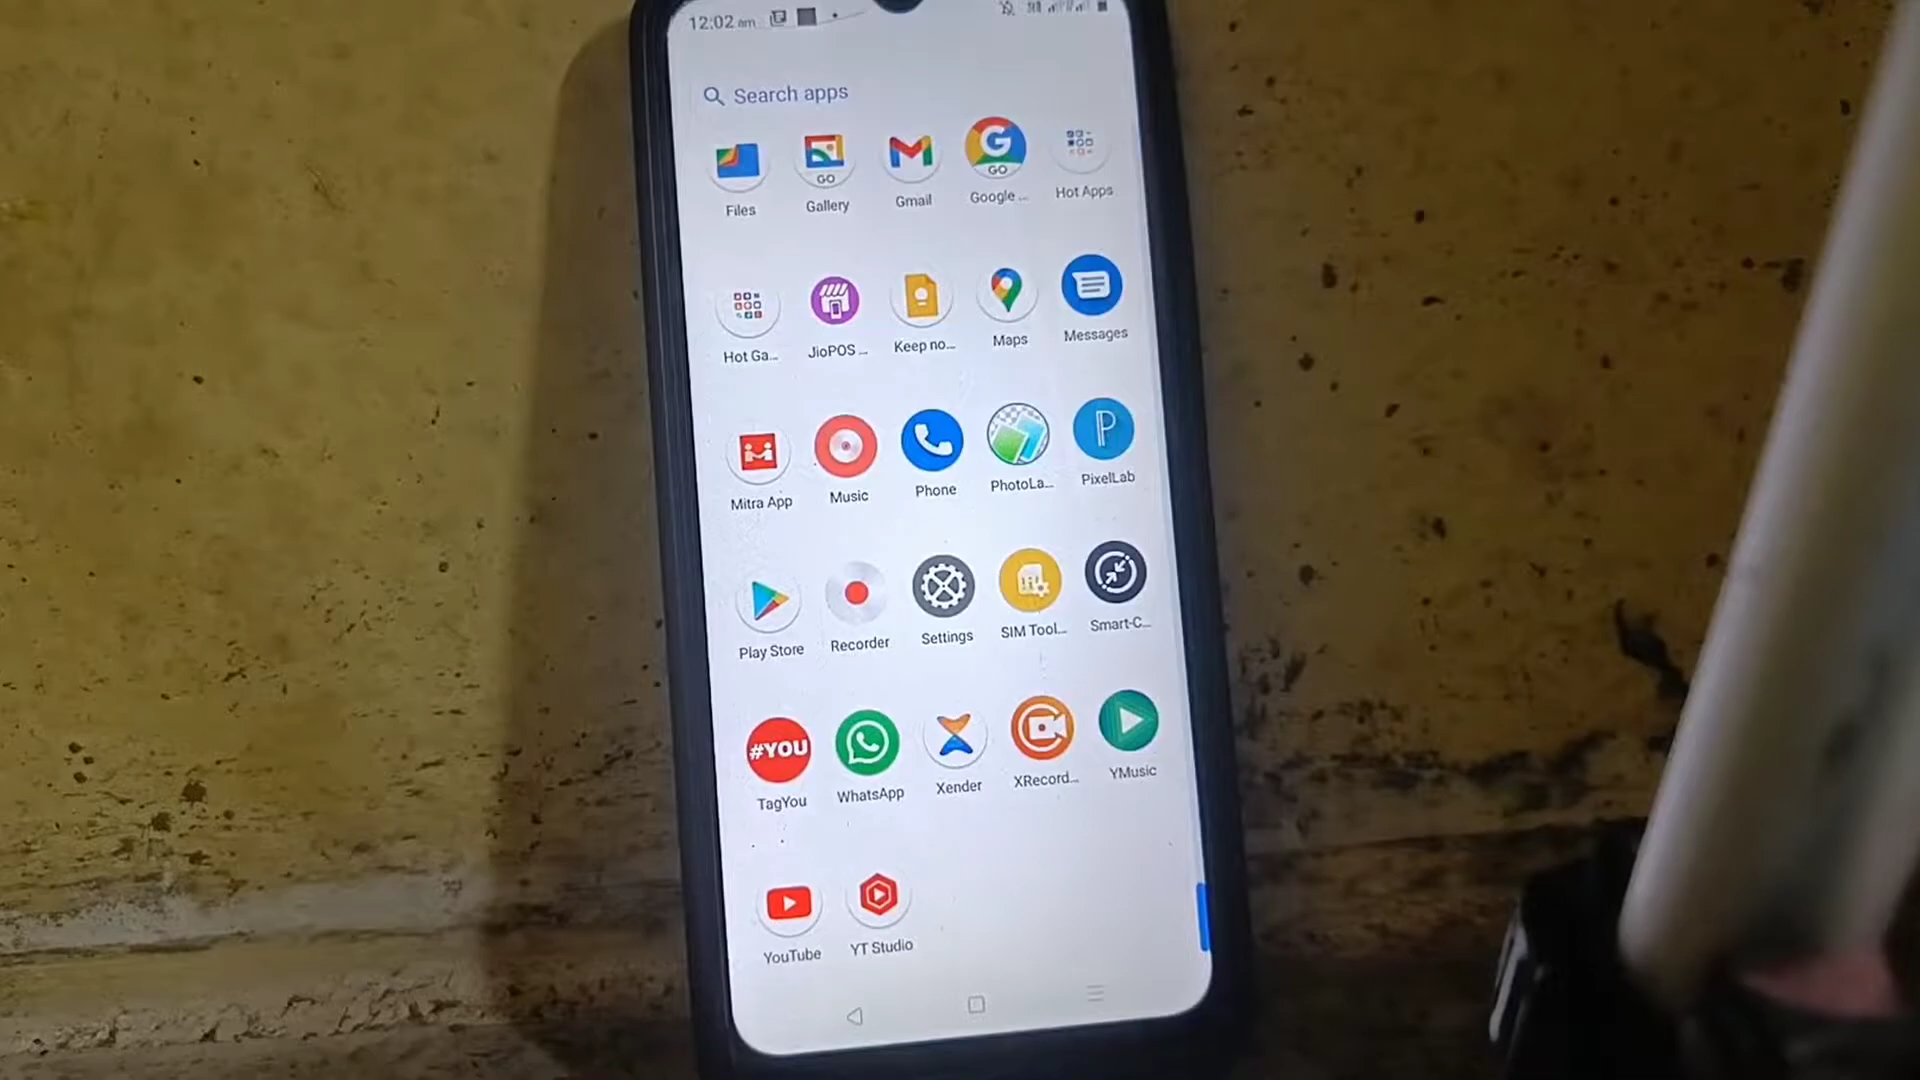 12:02 am
Search apps
GO GO
Files Gallery Gmail Google ... Hot Apps
Hot Ga... JioPOS ... Keep no... Maps Messages
Mitra App Music Phone PhotoLa... PixelLab
Play Store Recorder Settings SIM Tool... Smart-C...
#YOU
TagYou WhatsApp Xender XRecord... YMusic
YouTube YT Studio